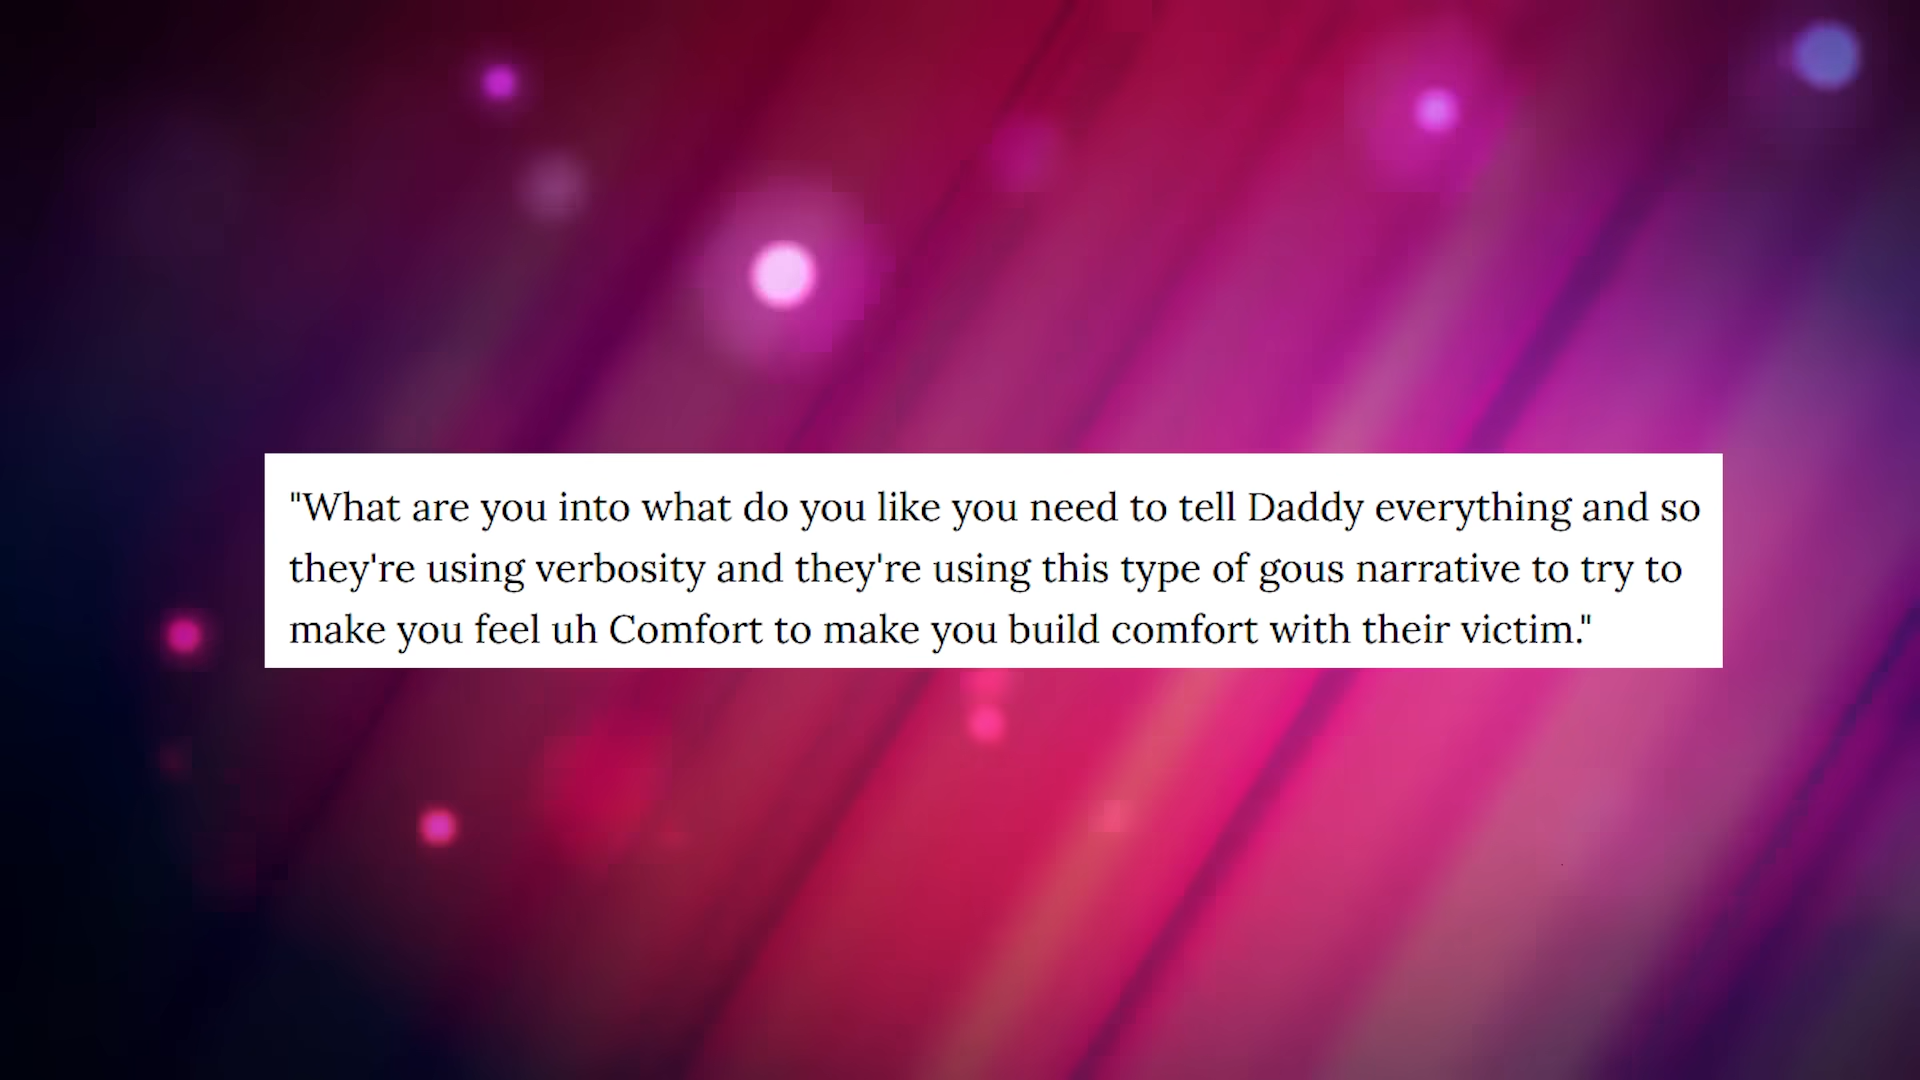 "What are you into what do you like you need to tell Daddy everything and so
they're using verbosity and they're using this type of gous narrative to try to
make you feel uh Comfort to make you build comfort with their victim."